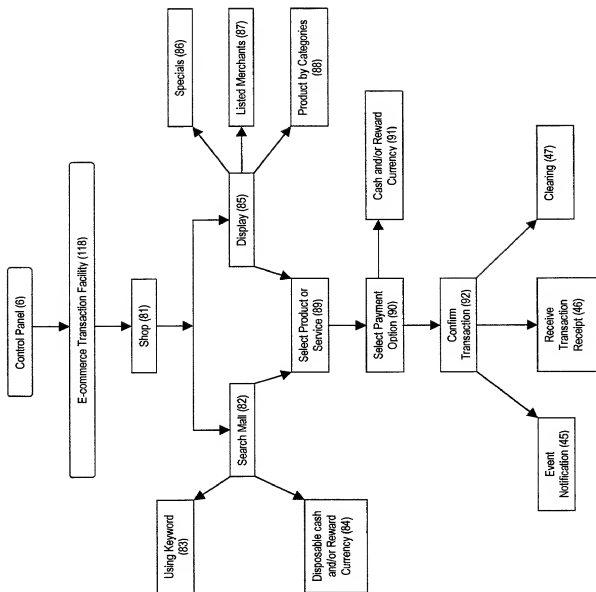 Control Panel (6)
E-commerce Transaction Facility (118)
Shop (81)
Search Mall (82)
Display (85)
Using Keyword
(83)
Disposable cash
and/or Reward
Currency (84)
Specials (86)
Listed Merchants (87)
Product by Categories
(88)
Select Product or
Service (89)
Select Payment
Option (90)
Cash and/or Reward
Currency (91)
Confirm
Transaction (92)
Event
Notification (45)
Receive
Transaction
Receipt (46)
Clearing (47)